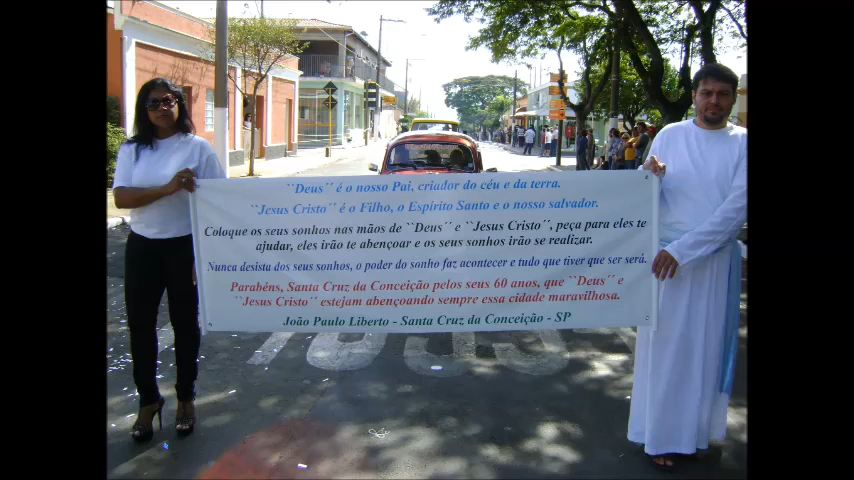 ``Deus´´ é o nosso Pai, criador do céu e da terra.
``Jesus Cristo´´ é o Filho, o Espírito Santo e o nosso salvador.
Coloque os seus sonhos nas mãos de ``Deus´´ e ``Jesus Cristo´´, peça para eles te
ajudar, eles irão te abençoar e os seus sonhos irão se realizar.
Nunca desista dos seus sonhos, o poder do sonho faz acontecer e tudo que tiver que ser será.
Parabéns, Santa Cruz da Conceição pelos seus 60 anos, que ``Deus´´ e
``Jesus Cristo´´ estejam abençoando sempre essa cidade maravilhosa.
João Paulo Liberto - Santa Cruz da Conceição - SP